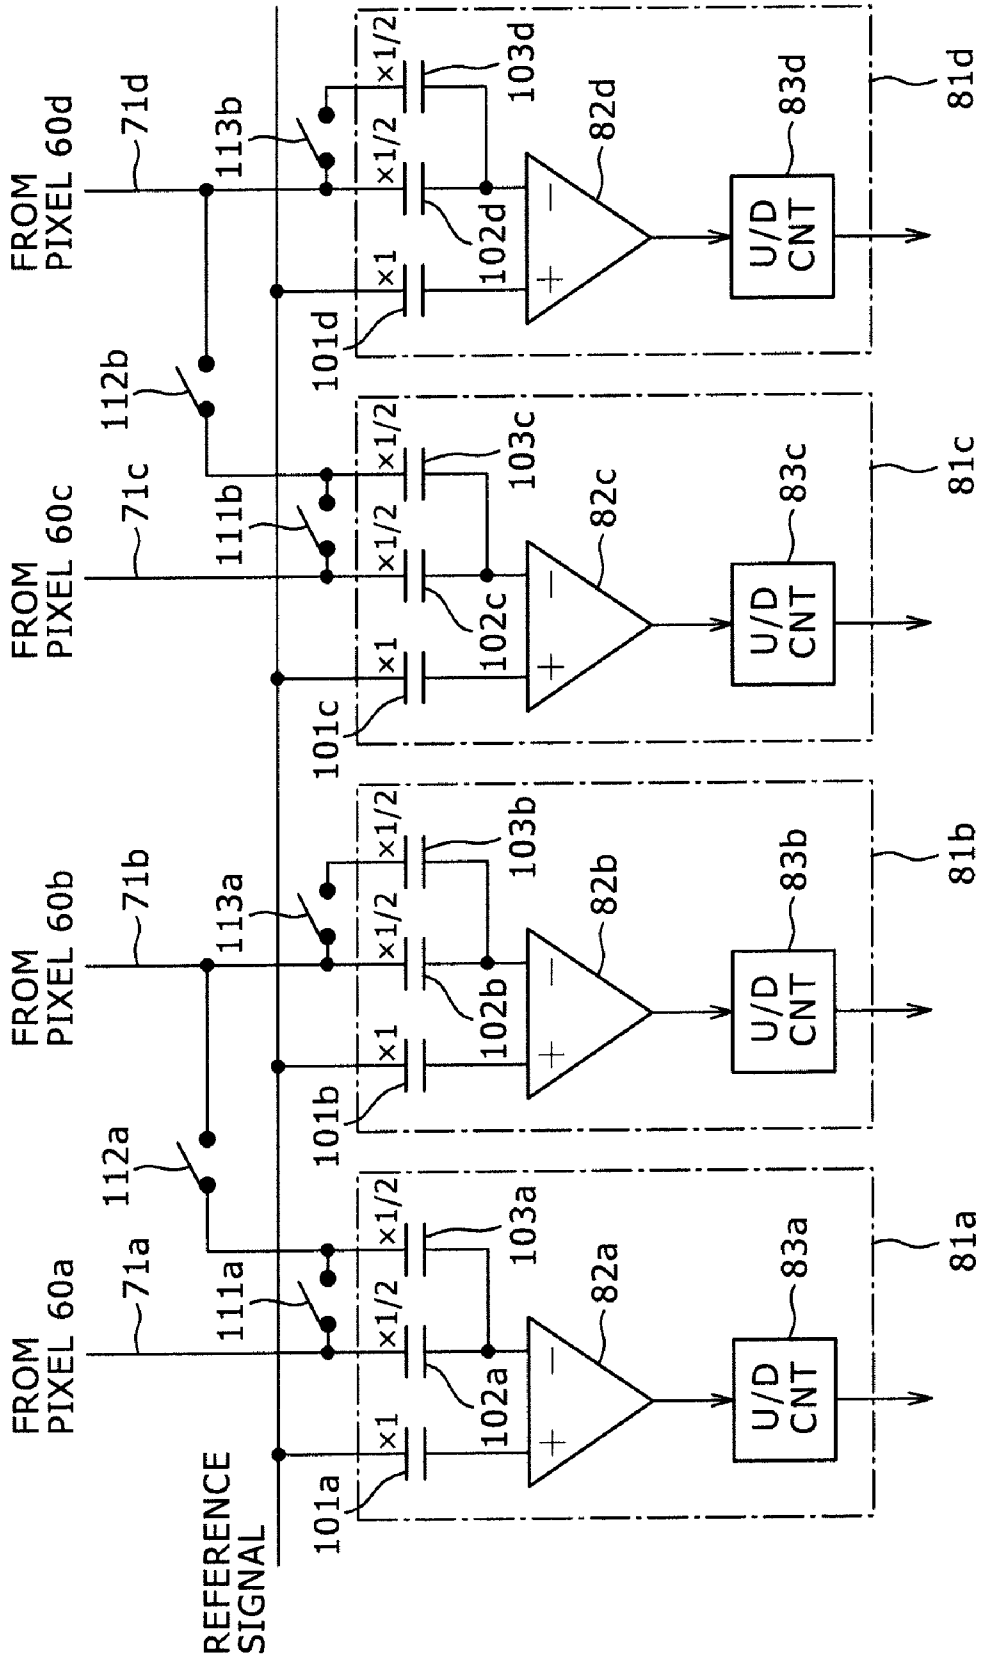 FROM
PIXEL 60a
FROM
PIXEL 60b
FROM
PIXEL 60c
FROM
PIXEL 60d
71a
71b
71c
71d
112a
112b
REFERENCE
SIGNAL
111a
113a
111b
113b
101a
×1
×1/2
×1/2
101b
×1
×1/2
×1/2
101c
×1
×1/2
×1/2
101d
×1
×1/2
×1/2
102a
103a
102b
103b
102c
103c
102d
103d
+
−
82a
+
−
82b
+
−
82c
+
−
82d
U/D
CNT
83a
U/D
CNT
83b
U/D
CNT
83c
U/D
CNT
83d
81a
81b
81c
81d